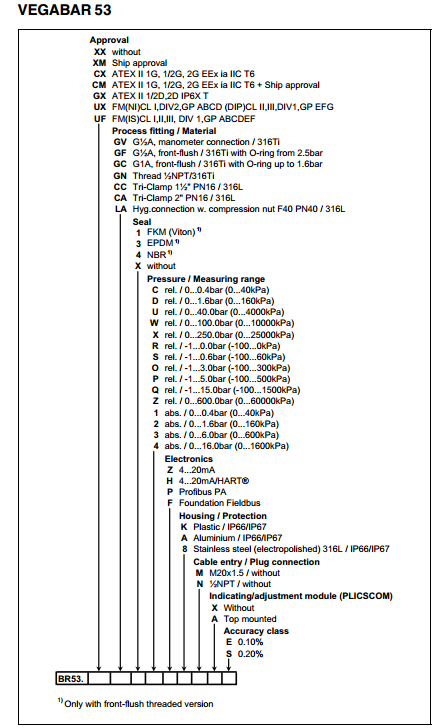 VEGABAR 53
Approval
XX without
XM Ship approval
CX ATEX II 1G, 1/2G, 2G EEx ia IIC T6
CM ATEX II 1G, 1/2G, 2G EEx ia IIC T6 + Ship approval
GX ATEX II 1/2D,2D IP6X T
UX FM(NI)CL I,DIV2,GP ABCD (DIP)CL II,III,DIV1,GP EFG
UF FM(IS)CL I,II,III, DIV 1,GP ABCDEF
Process fitting / Material
GV G½A, manometer connection / 316Ti
GF G½A, front-flush / 316Ti with O-ring from 2.5bar
GC G1A, front-flush / 316Ti with O-ring up to 1.6bar
GN Thread ½NPT/316Ti
CC Tri-Clamp 1½" PN16 / 316L
CA Tri-Clamp 2" PN16 / 316L
LA Hyg.connection w. compression nut F40 PN40 / 316L
Seal
1 FKM (Viton) 1)
3 EPDM 1)
4 NBR 1)
X without
Pressure / Measuring range
C rel. / 0...0.4bar (0...40kPa)
D rel. / 0...1.6bar (0...160kPa)
U rel. / 0...40.0bar (0...4000kPa)
W rel. / 0...100.0bar (0...10000kPa)
X rel. / 0...250.0bar (0...25000kPa)
R rel. / -1...0.0bar (-100...0kPa)
S rel. / -1...0.6bar (-100...60kPa)
O rel. / -1...3.0bar (-100...300kPa)
P rel. / -1...5.0bar (-100...500kPa)
Q rel. / -1...15.0bar (-100...1500kPa)
Z rel. / 0...600.0bar (0...60000kPa)
1 abs. / 0...0.4bar (0...40kPa)
2 abs. / 0...1.6bar (0...160kPa)
3 abs. / 0...6.0bar (0...600kPa)
4 abs. / 0...16.0bar (0...1600kPa)
Electronics
Z 4...20mA
H 4...20mA/HART®
P Profibus PA
F Foundation Fieldbus
Housing / Protection
K Plastic / IP66/IP67
A Aluminium / IP66/IP67
8 Stainless steel (electropolished) 316L / IP66/IP67
Cable entry / Plug connection
M M20x1.5 / without
N ½NPT / without
Indicating/adjustment module (PLICSCOM)
X Without
A Top mounted
Accuracy class
E 0.10%
S 0.20%
BR53.
1) Only with front-flush threaded version